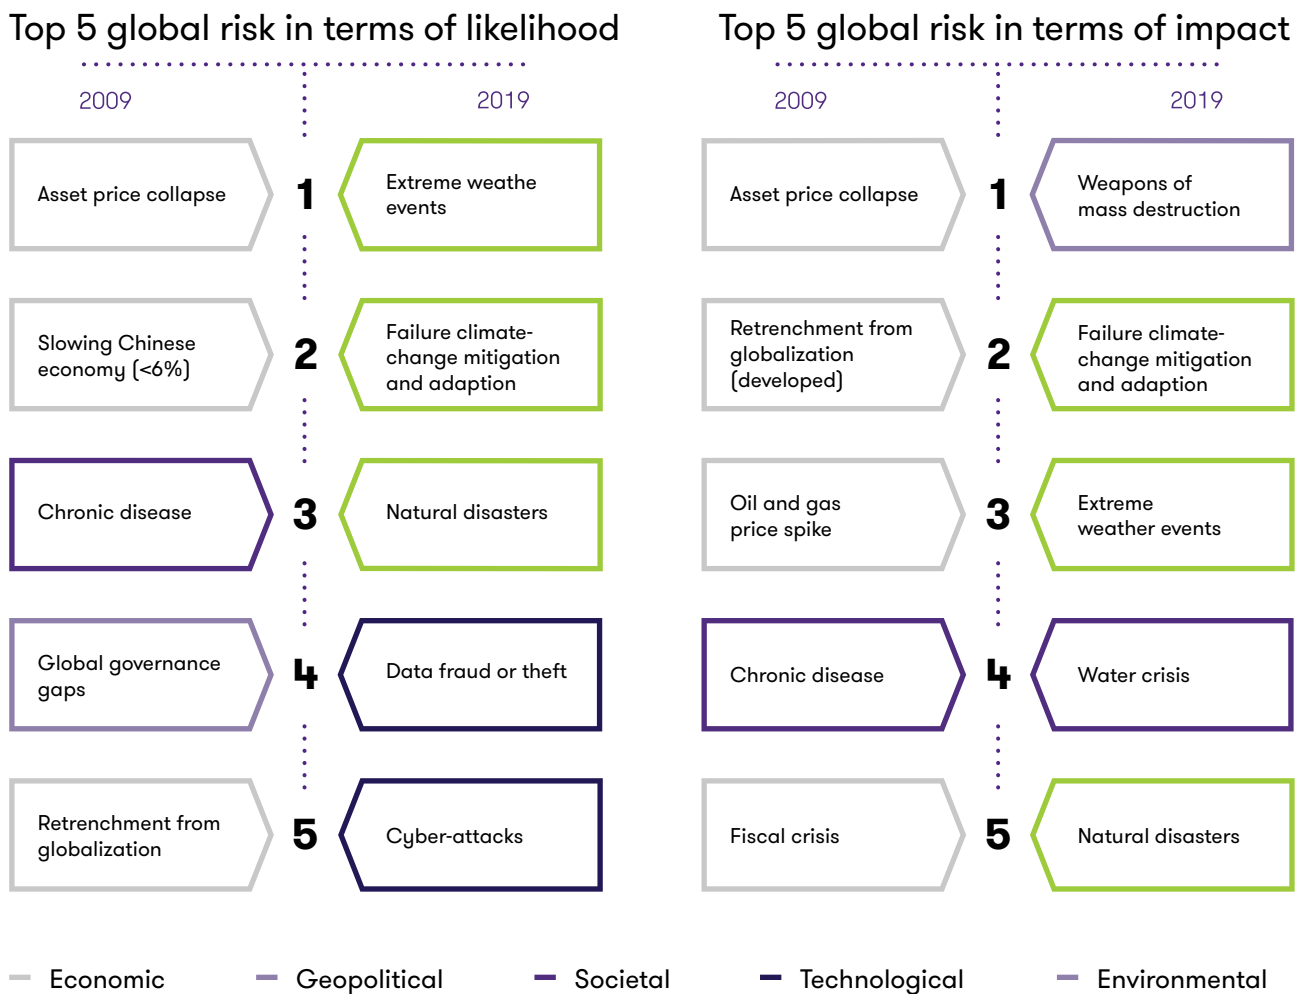 Top 5 global risk in terms of likelihood
2009
2019
Asset price collapse
1
Extreme weathe
events
Slowing Chinese
economy (<6%)
2
Failure climate-
change mitigation
and adaption
Chronic disease
3
Natural disasters
Global governance
gaps
4
Data fraud or theft
Retrenchment from
globalization
5
Cyber-attacks
Top 5 global risk in terms of impact
2009
2019
Asset price collapse
1
Weapons of
mass destruction
Retrenchment from
globalization
(developed)
2
Failure climate-
change mitigation
and adaption
Oil and gas
price spike
3
Extreme
weather events
Chronic disease
4
Water crisis
Fiscal crisis
5
Natural disasters
Economic
Geopolitical
Societal
Technological
Environmental